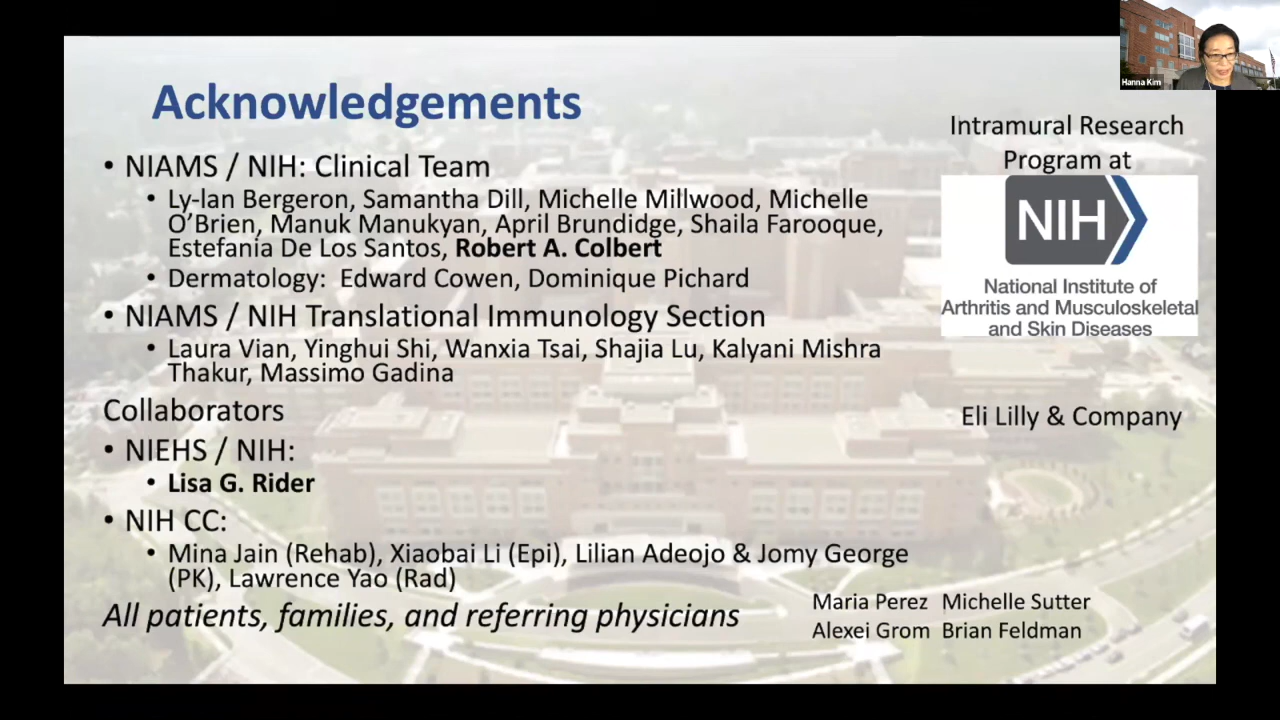 Acknowledgements
• NIAMS / NIH: Clinical Team
• Ly-lan Bergeron, Samantha Dill, Michelle Millwood, Michelle
O’Brien, Manuk Manukyan, April Brundidge, Shaila Farooque,
Estefania De Los Santos, Robert A. Colbert
• Dermatology: Edward Cowen, Dominique Pichard
• NIAMS / NIH Translational Immunology Section
• Laura Vian, Yinghui Shi, Wanxia Tsai, Shajia Lu, Kalyani Mishra
Thakur, Massimo Gadina
Collaborators
• NIEHS / NIH:
• Lisa G. Rider
• NIH CC:
• Mina Jain (Rehab), Xiaobai Li (Epi), Lilian Adeojo & Jomy George
(PK), Lawrence Yao (Rad)
All patients, families, and referring physicians
Maria Perez Michelle Sutter
Alexei Grom Brian Feldman
Intramural Research
Program at
NIH
National Institute of
Arthritis and Musculoskeletal
and Skin Diseases
Eli Lilly & Company
Hanna Kim